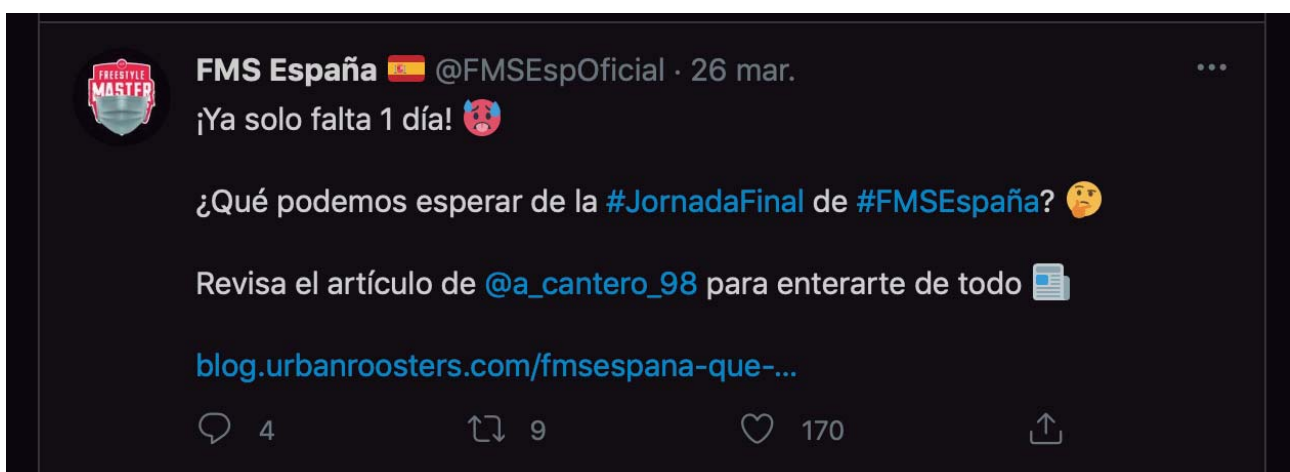 FREESTYLE
MASTER
FMS España 🇪🇸 @FMSEspOficial · 26 mar.
¡Ya solo falta 1 día! 🥵
¿Qué podemos esperar de la #JornadaFinal de #FMSEspaña? 🤔
Revisa el artículo de @a_cantero_98 para enterarte de todo 📰
blog.urbanroosters.com/fmsespana-que-...
4 9 170